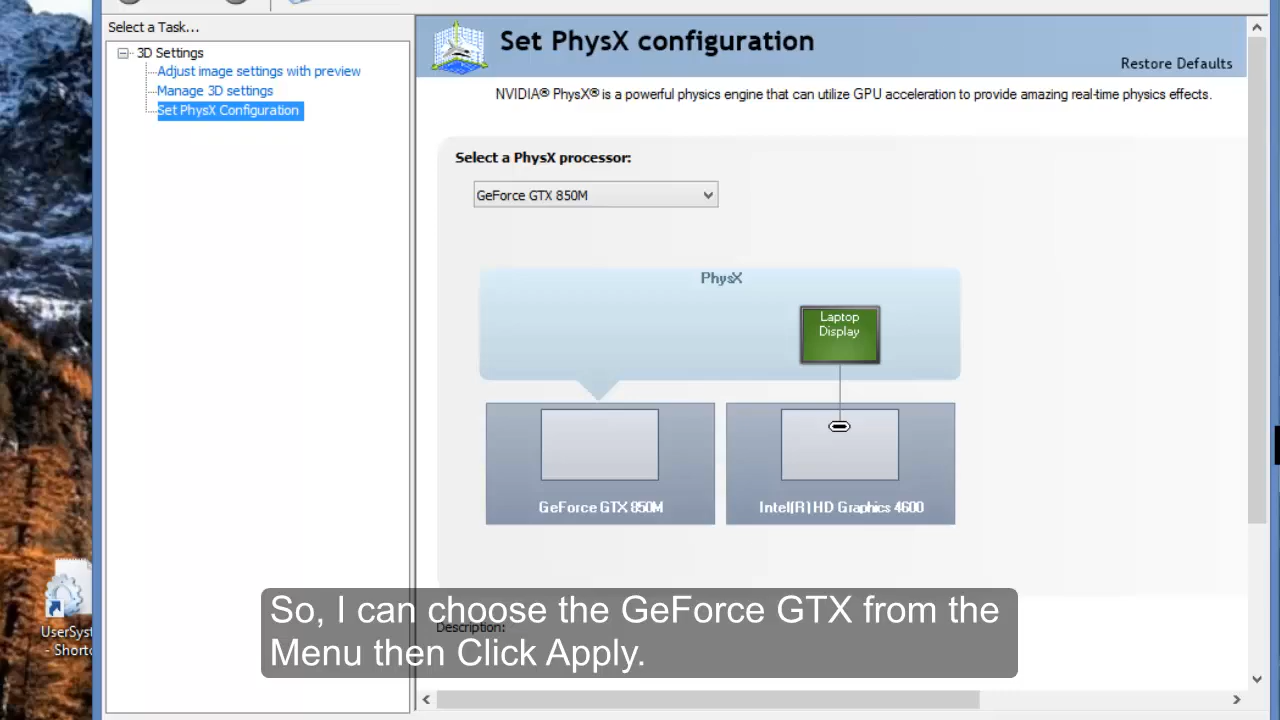 Select a Task...
3D Settings
Adjust image settings with preview
Manage 3D settings
Set PhysX Configuration
Set PhysX configuration
Restore Defaults
NVIDIA® PhysX® is a powerful physics engine that can utilize GPU acceleration to provide amazing real-time physics effects.
Select a PhysX processor:
GeForce GTX 850M
PhysX
Laptop
Display
GeForce GTX 850M
Intel(R) HD Graphics 4600
Description:
So, I can choose the GeForce GTX from the
Menu then Click Apply.
UserSyst
- Shortc